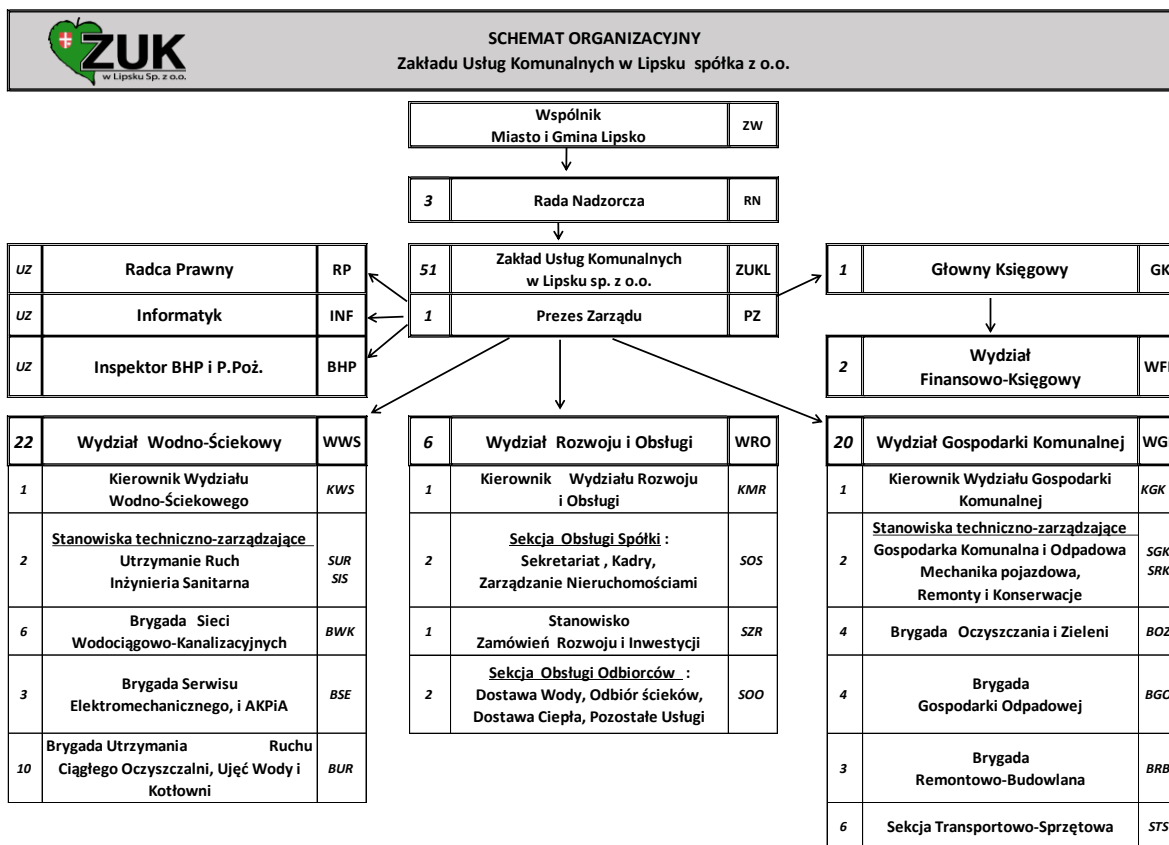 ZUK
w Lipsku Sp. z o.o.
SCHEMAT ORGANIZACYJNY
Zakładu Usług Komunalnych w Lipsku spółka z o.o.
Wspólnik
Miasto i Gmina Lipsko
ZW
3
Rada Nadzorcza
RN
UZ
Radca Prawny
RP
51
Zakład Usług Komunalnych
w Lipsku sp. z o.o.
ZUKL
1
Głowny Księgowy
GK
UZ
Informatyk
INF
1
Prezes Zarządu
PZ
UZ
Inspektor BHP i P.Poż.
BHP
2
Wydział
Finansowo-Księgowy
22
Wydział Wodno-Ściekowy
WWS
1
Kierownik Wydziału
Wodno-Ściekowego
KWS
2
Stanowiska techniczno-zarządzające
Utrzymanie Ruch
Inżynieria Sanitarna
SUR
SIS
6
Brygada Sieci
Wodociągowo-Kanalizacyjnych
BWK
3
Brygada Serwisu
Elektromechanicznego, i AKPiA
BSE
10
Brygada Utrzymania Ruchu
Ciągłego Oczyszczalni, Ujęć Wody i
Kotłowni
BUR
6
Wydział Rozwoju i Obsługi
WRO
1
Kierownik Wydziału Rozwoju
i Obsługi
KMR
2
Sekcja Obsługi Spółki :
Sekretariat , Kadry,
Zarządzanie Nieruchomościami
SOS
1
Stanowisko
Zamówień Rozwoju i Inwestycji
SZR
2
Sekcja Obsługi Odbiorców :
Dostawa Wody, Odbiór ścieków,
Dostawa Ciepła, Pozostałe Usługi
SOO
20
Wydział Gospodarki Komunalnej
1
Kierownik Wydziału Gospodarki
Komunalnej
KGK
2
Stanowiska techniczno-zarządzające
Gospodarka Komunalna i Odpadowa
Mechanika pojazdowa,
Remonty i Konserwacje
SGK
SRK
4
Brygada Oczyszczania i Zieleni
BOZ
4
Brygada
Gospodarki Odpadowej
BGO
3
Brygada
Remontowo-Budowlana
BRB
6
Sekcja Transportowo-Sprzętowa
STS